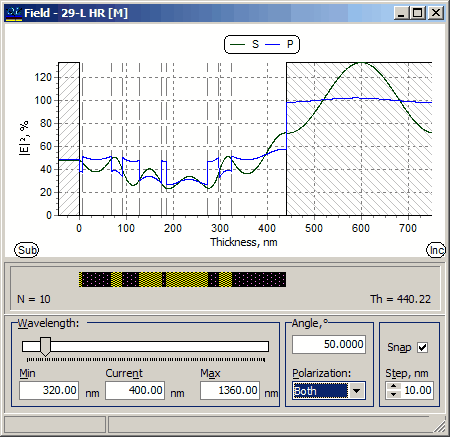 Field - 29-L HR [M]
S P
|E|², %
120
100
80
60
40
20
0
0 100 200 300 400 500 600 700
Thickness, nm
Sub Inc
N = 10 Th = 440.22
Wavelength: Angle,°
50.0000
Snap
Min Current Max Polarization: Step, nm
320.00 nm 400.00 nm 1360.00 nm Both 10.00